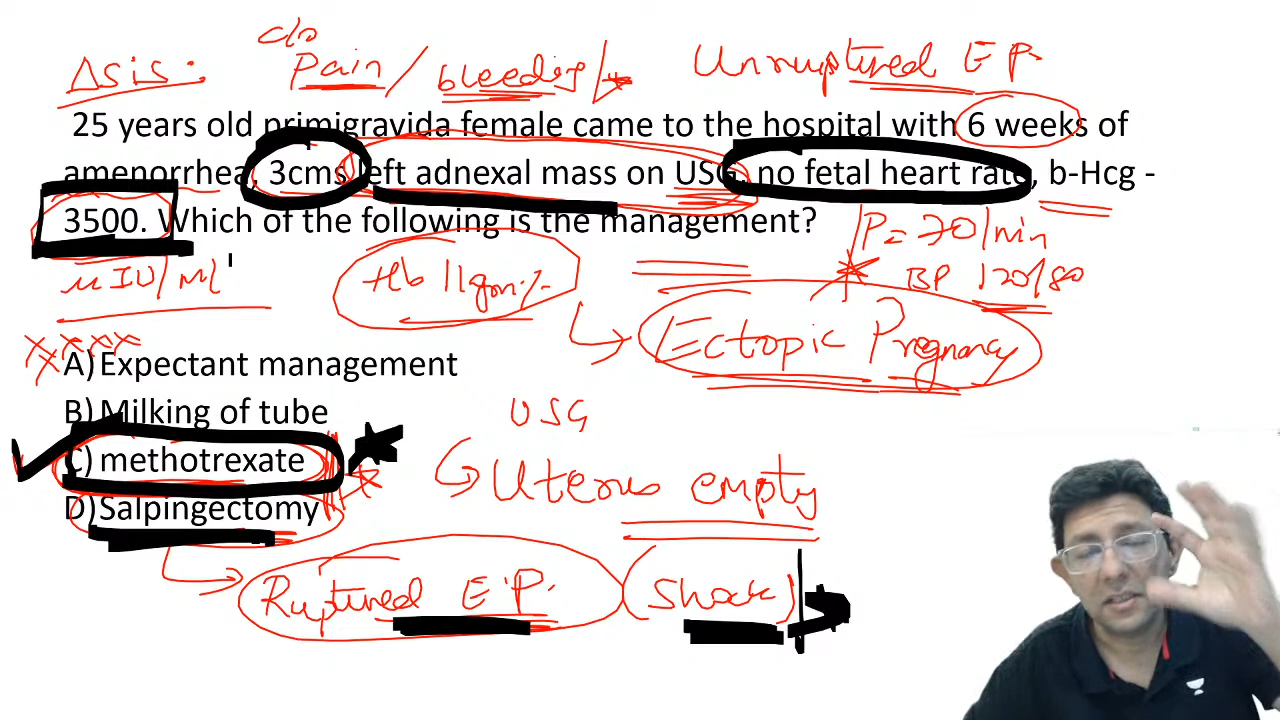 c/o
Δsis:
Pain / bleeding /
Unruptured E P.
25 years old primigravida female came to the hospital with 6 weeks of
amenorrhea, 3cms left adnexal mass on USG, no fetal heart rate, b-Hcg -
3500. Which of the following is the management?
P = 70/min
µIU/ml
Hb 11gm%
BP 120/80
Ectopic Pregnancy
xxxx
A) Expectant management
B) Milking of tube
USG
C) methotrexate
Uterus empty
D) Salpingectomy
Ruptured E.P. (Shock)